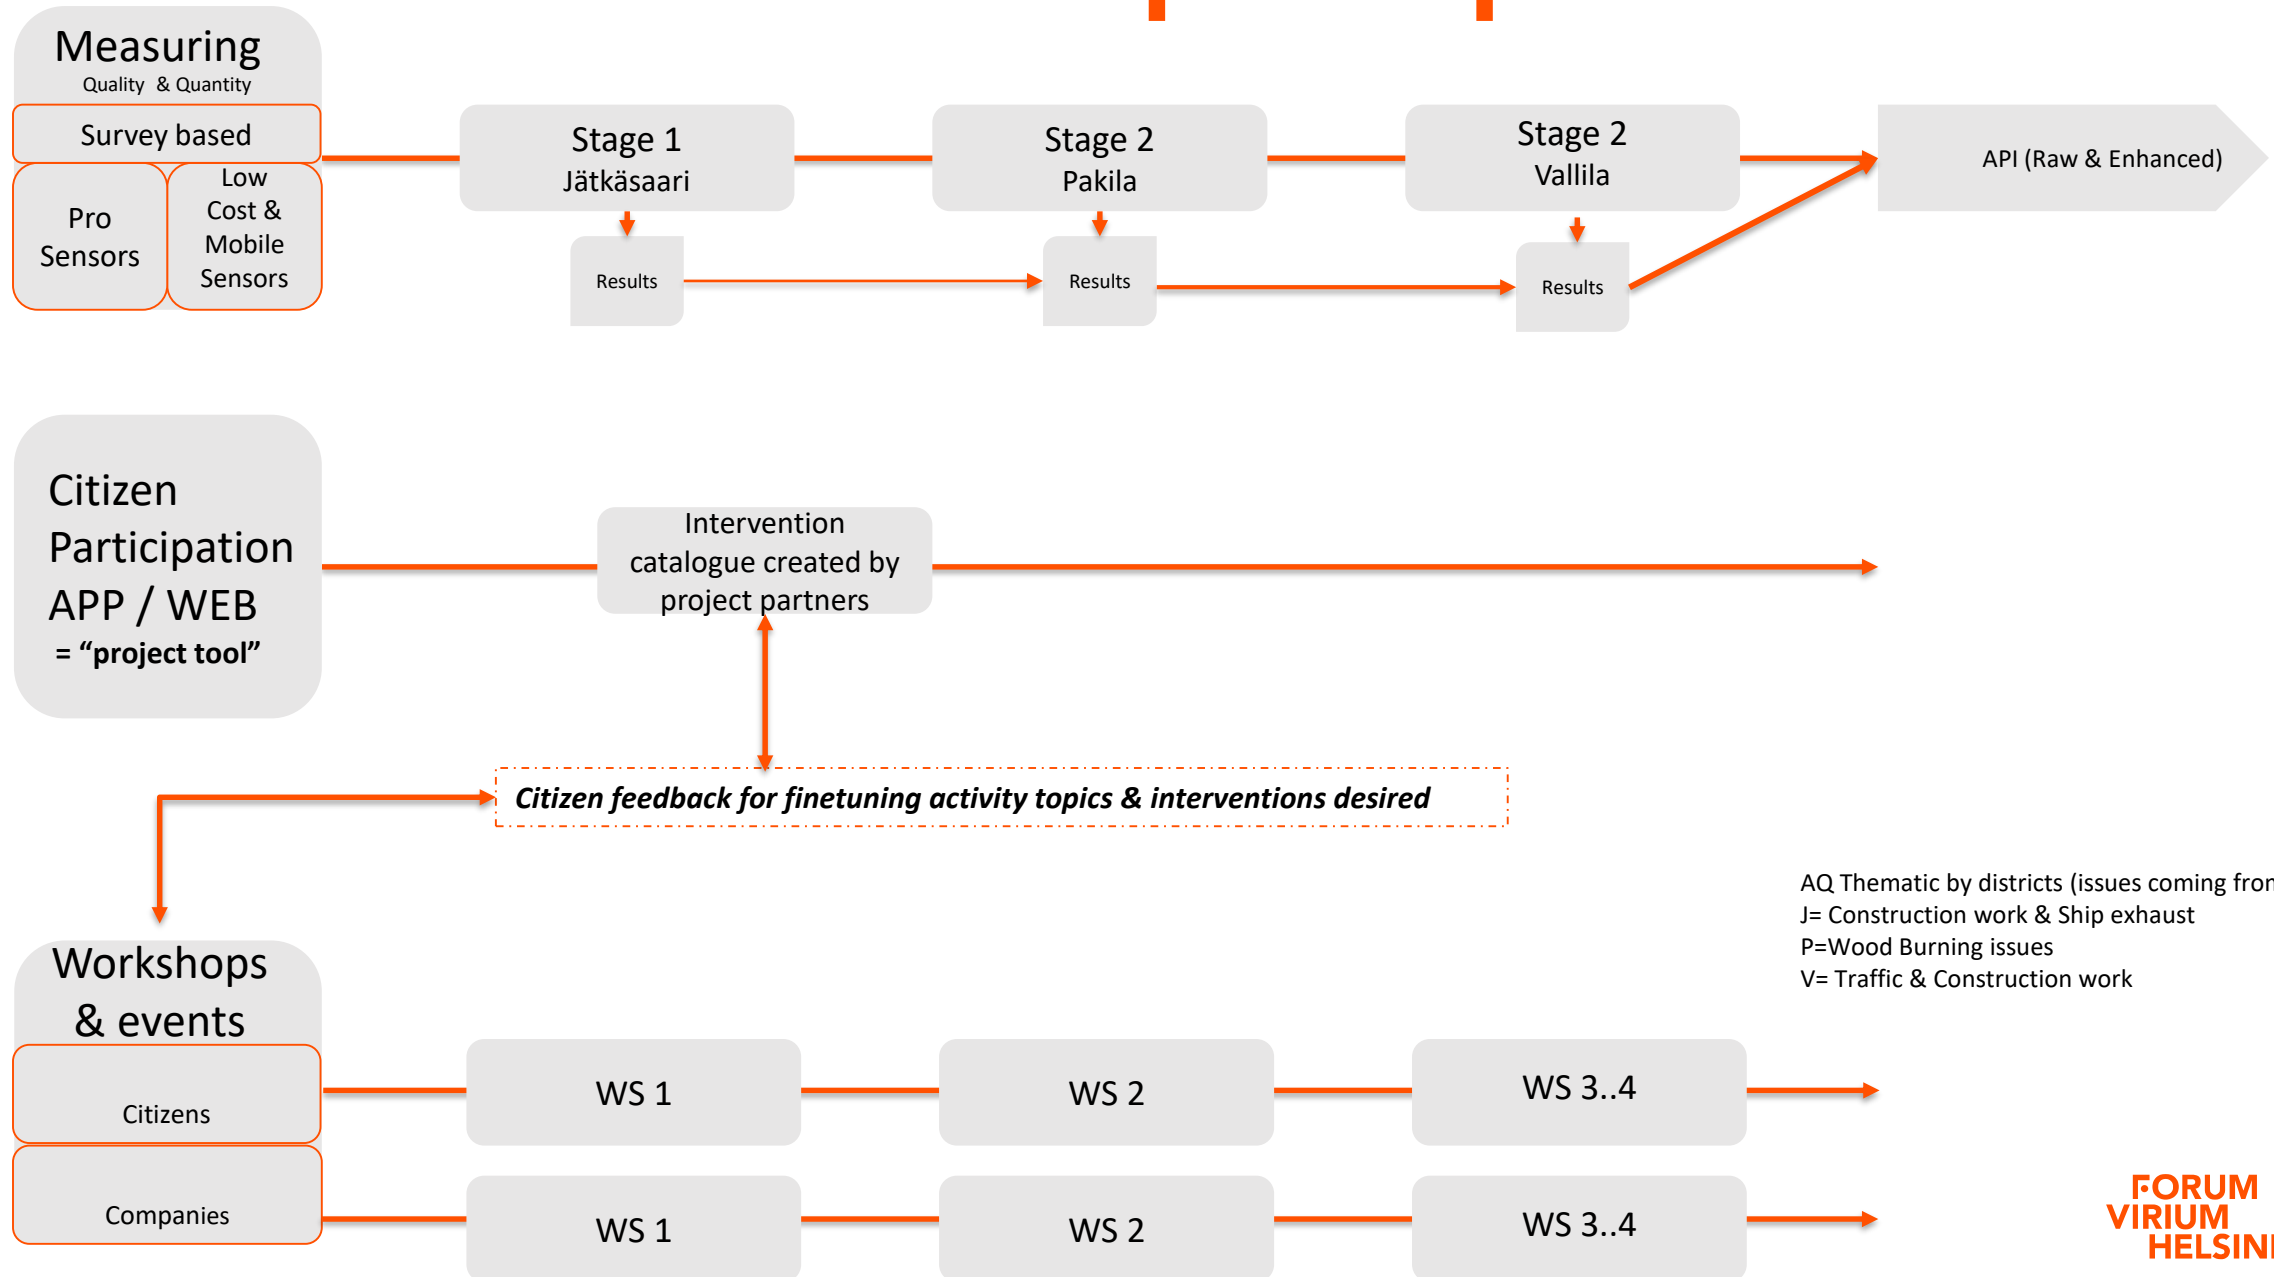 Measuring
Quality & Quantity
Survey based
Pro
Sensors
Low
Cost &
Mobile
Sensors
Stage 1
Jätkäsaari
Stage 2
Pakila
Stage 2
Vallila
API (Raw & Enhanced)
Results
Results
Results
Citizen
Participation
APP / WEB
= “project tool”
Intervention
catalogue created by
project partners
Citizen feedback for finetuning activity topics & interventions desired
AQ Thematic by districts (issues coming from
J= Construction work & Ship exhaust
P=Wood Burning issues
V= Traffic & Construction work
Workshops
& events
Citizens
WS 1
WS 2
WS 3..4
Companies
WS 1
WS 2
WS 3..4
FORUM
VIRIUM